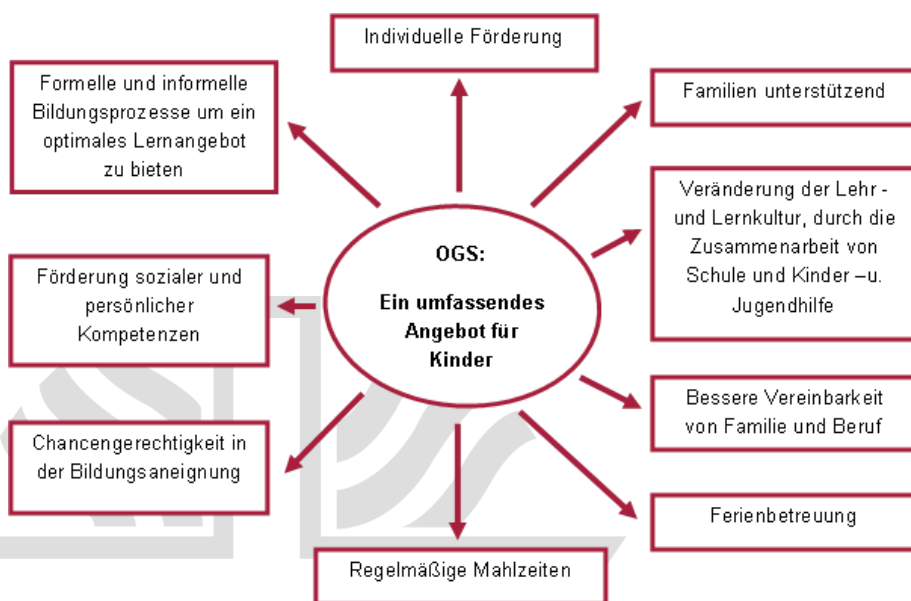 Individuelle Förderung
Formelle und informelle
Bildungsprozesse um ein
optimales Lernangebot
zu bieten
Familien unterstützend
Veränderung der Lehr -
und Lernkultur, durch die
Zusammenarbeit von
Schule und Kinder –u.
Jugendhilfe
OGS:
Ein umfassendes
Angebot für
Kinder
Förderung sozialer und
persönlicher
Kompetenzen
Bessere Vereinbarkeit
von Familie und Beruf
Chancengerechtigkeit in
der Bildungsaneignung
Ferienbetreuung
Regelmäßige Mahlzeiten